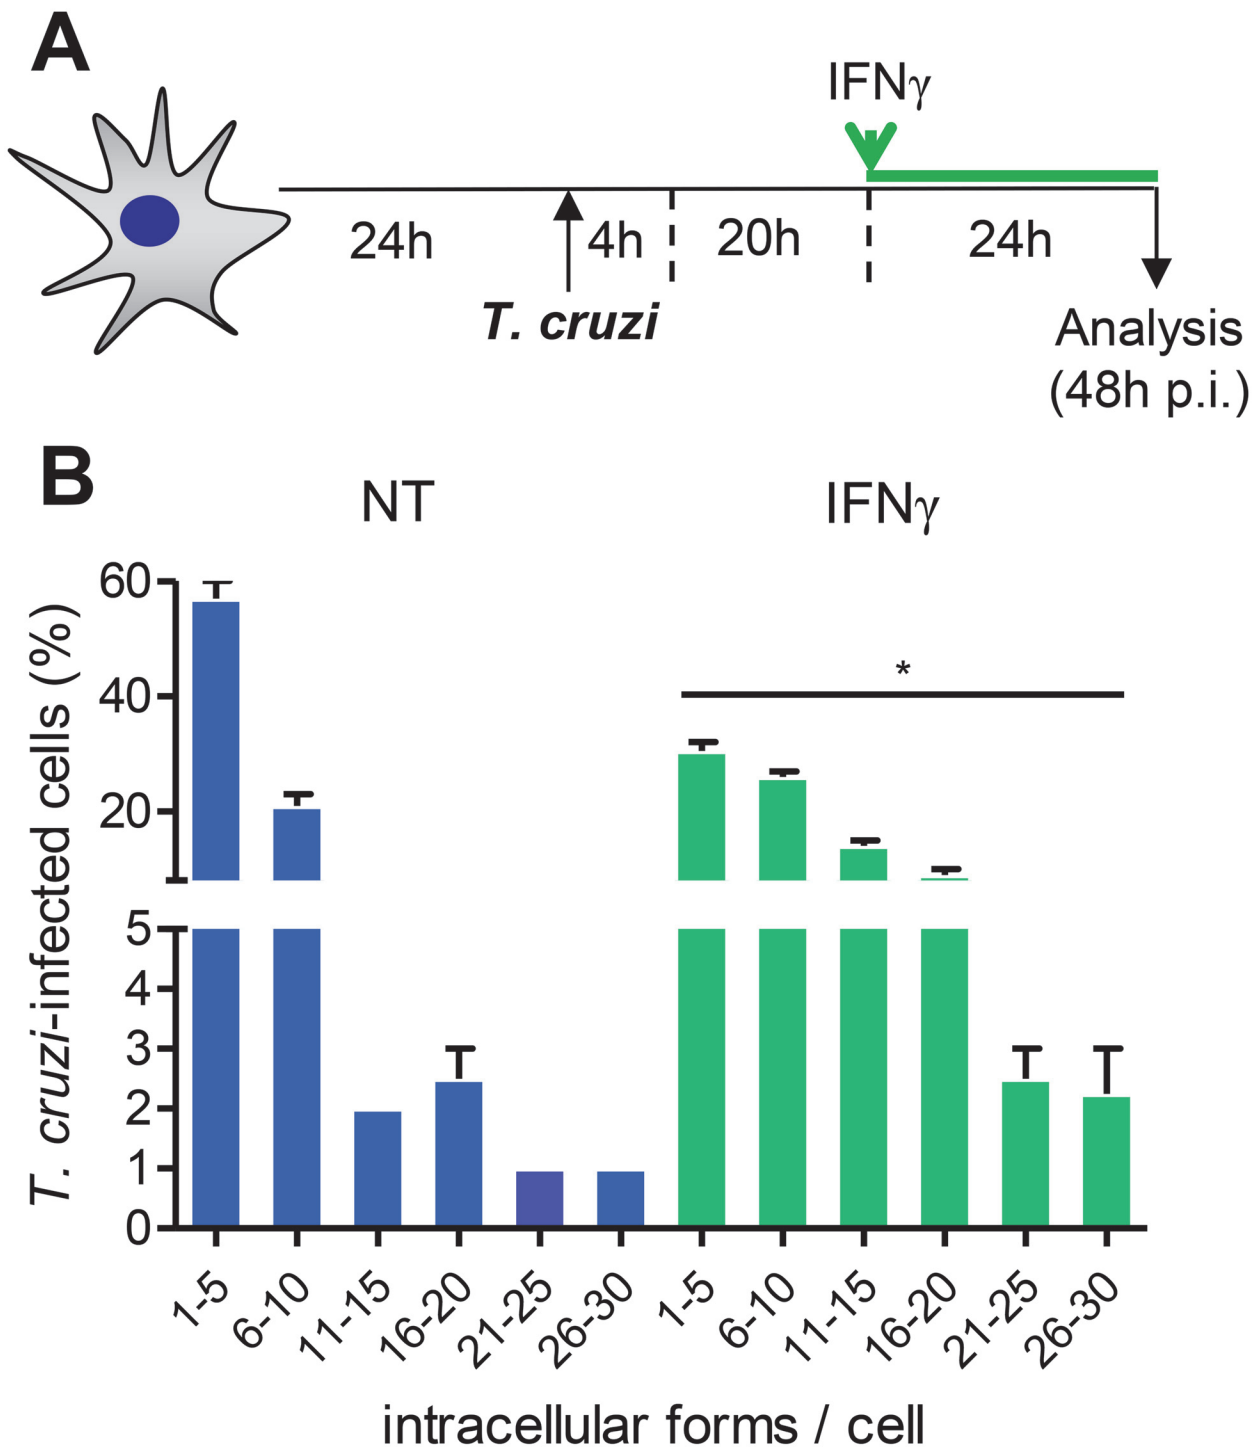 A
IFNγ
24h
4h
20h
24h
T. cruzi
Analysis
(48h p.i.)
B
NT
IFNγ
T. cruzi-infected cells (%)
60
40
20
5
4
3
2
1
0
*
1-5
6-10
11-15
16-20
21-25
26-30
1-5
6-10
11-15
16-20
21-25
26-30
intracellular forms / cell